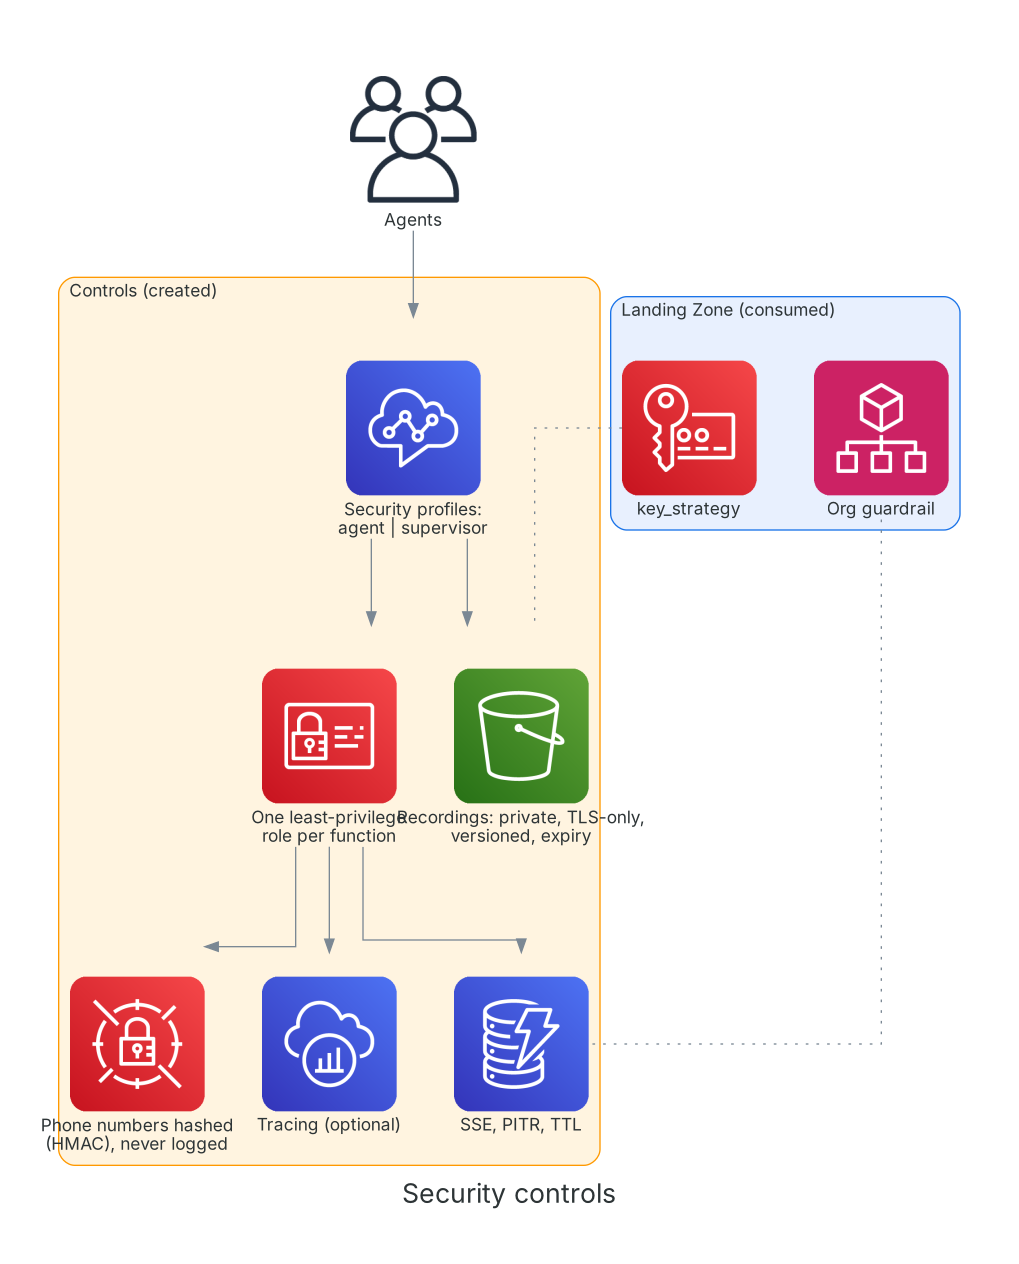 Agents
Controls (created)
Landing Zone (consumed)
Security profiles:
agent | supervisor
key_strategy
Org guardrail
One least-privilege
role per function
Recordings: private, TLS-only,
versioned, expiry
Phone numbers hashed
(HMAC), never logged
Tracing (optional)
SSE, PITR, TTL
Security controls